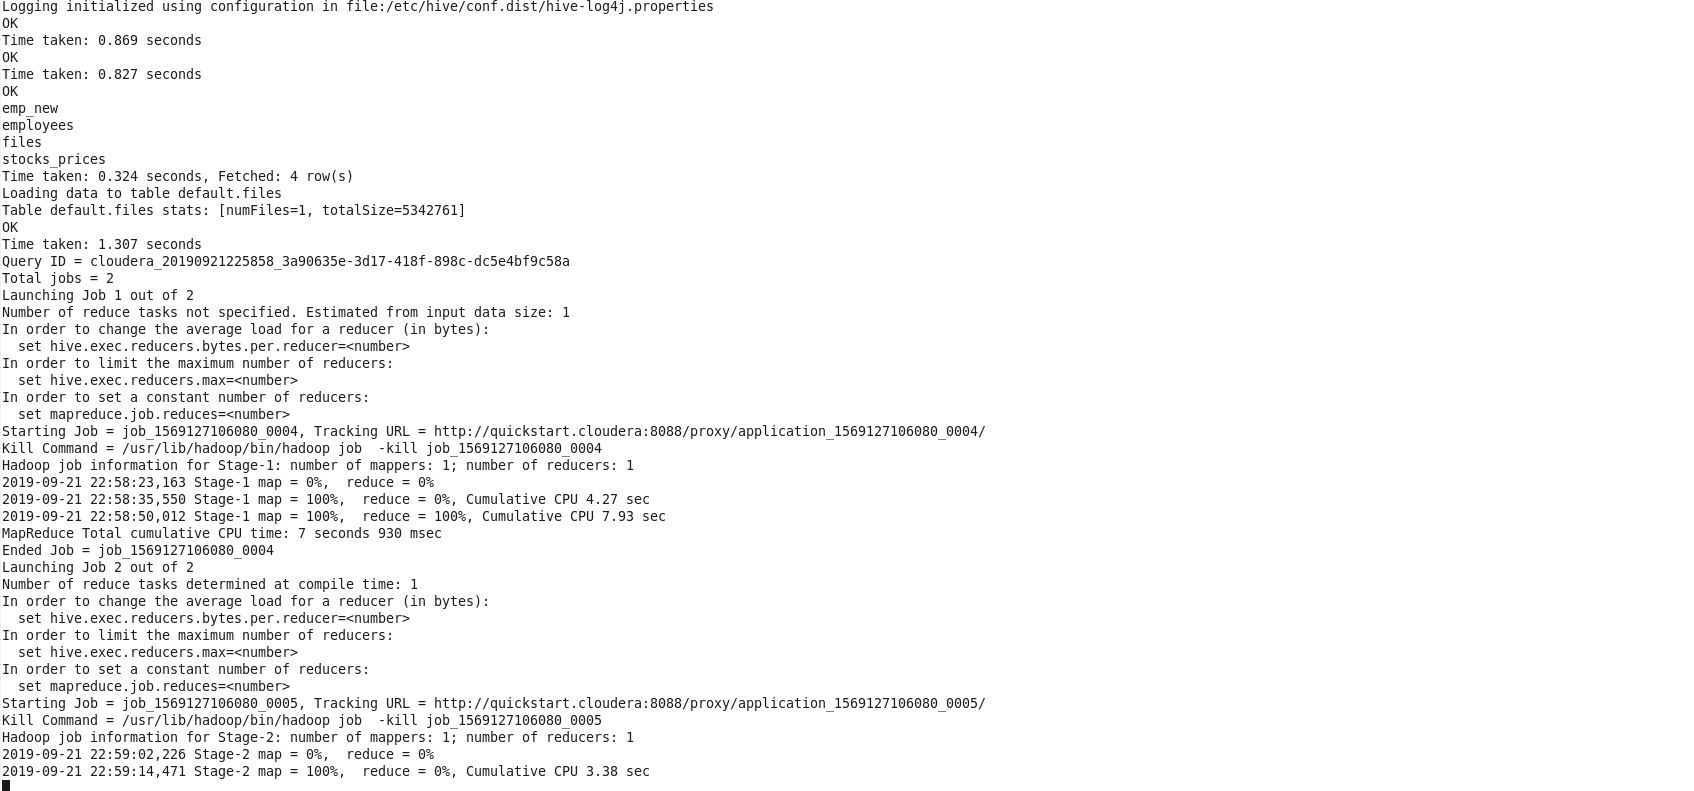 Logging initialized using configuration in file:/etc/hive/conf.dist/hive-log4j.properties
OK
Time taken: 0.869 seconds
OK
Time taken: 0.827 seconds
OK
emp_new
employees
files
stocks_prices
Time taken: 0.324 seconds, Fetched: 4 row(s)
Loading data to table default.files
Table default.files stats: [numFiles=1, totalSize=5342761]
OK
Time taken: 1.307 seconds
Query ID = cloudera_20190921225858_3a90635e-3d17-418f-898c-dc5e4bf9c58a
Total jobs = 2
Launching Job 1 out of 2
Number of reduce tasks not specified. Estimated from input data size: 1
In order to change the average load for a reducer (in bytes):
  set hive.exec.reducers.bytes.per.reducer=<number>
In order to limit the maximum number of reducers:
  set hive.exec.reducers.max=<number>
In order to set a constant number of reducers:
  set mapreduce.job.reduces=<number>
Starting Job = job_1569127106080_0004, Tracking URL = http://quickstart.cloudera:8088/proxy/application_1569127106080_0004/
Kill Command = /usr/lib/hadoop/bin/hadoop job  -kill job_1569127106080_0004
Hadoop job information for Stage-1: number of mappers: 1; number of reducers: 1
2019-09-21 22:58:23,163 Stage-1 map = 0%,  reduce = 0%
2019-09-21 22:58:35,550 Stage-1 map = 100%,  reduce = 0%, Cumulative CPU 4.27 sec
2019-09-21 22:58:50,012 Stage-1 map = 100%,  reduce = 100%, Cumulative CPU 7.93 sec
MapReduce Total cumulative CPU time: 7 seconds 930 msec
Ended Job = job_1569127106080_0004
Launching Job 2 out of 2
Number of reduce tasks determined at compile time: 1
In order to change the average load for a reducer (in bytes):
  set hive.exec.reducers.bytes.per.reducer=<number>
In order to limit the maximum number of reducers:
  set hive.exec.reducers.max=<number>
In order to set a constant number of reducers:
  set mapreduce.job.reduces=<number>
Starting Job = job_1569127106080_0005, Tracking URL = http://quickstart.cloudera:8088/proxy/application_1569127106080_0005/
Kill Command = /usr/lib/hadoop/bin/hadoop job  -kill job_1569127106080_0005
Hadoop job information for Stage-2: number of mappers: 1; number of reducers: 1
2019-09-21 22:59:02,226 Stage-2 map = 0%,  reduce = 0%
2019-09-21 22:59:14,471 Stage-2 map = 100%,  reduce = 0%, Cumulative CPU 3.38 sec